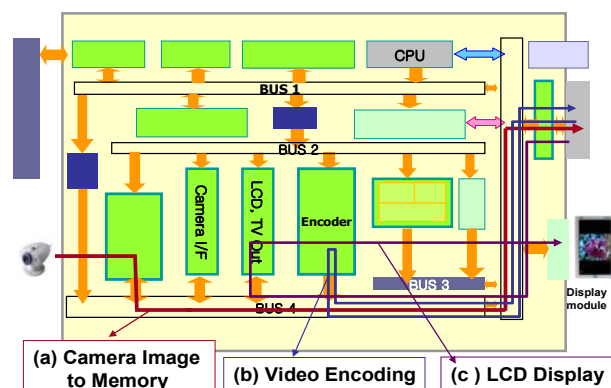 CPU
BUS 1
BUS 2
Camera I/F
LCD, TV Out
Encoder
BUS 3
Display
module
BUS 4
(a) Camera Image
to Memory
(b) Video Encoding
(c ) LCD Display